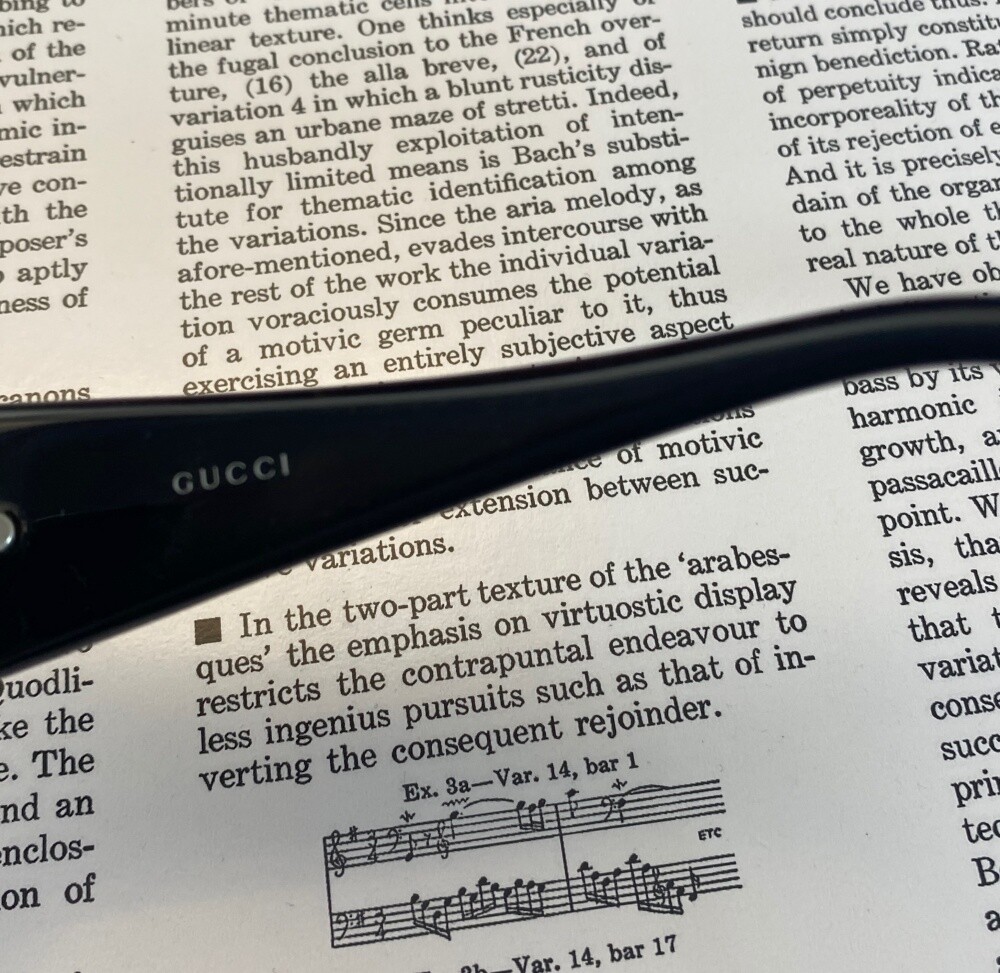 hich re-
of the
vulner-
which
mic in-
estrain
ve con-
th the
poser's
aptly
ness of
canons
uodli-
ke the
e. The
nd an
nclos-
on of
minute thematic cells
linear texture. One thinks especially of
the fugal conclusion to the French over-
ture, (16) the alla breve, (22), and of
variation 4 in which a blunt rusticity dis-
guises an urbane maze of stretti. Indeed,
this husbandly exploitation of inten-
tionally limited means is Bach's substi-
tute for thematic identification among
the variations. Since the aria melody, as
afore-mentioned, evades intercourse with
the rest of the work the individual varia-
tion voraciously consumes the potential
of a motivic germ peculiar to it, thus
exercising an entirely subjective aspect
GUCCI
of motivic
extension between suc-
variations.
■ In the two-part texture of the 'arabes-
ques' the emphasis on virtuostic display
restricts the contrapuntal endeavour to
less ingenius pursuits such as that of in-
verting the consequent rejoinder.
Ex. 3a—Var. 14, bar 1
ETC
3b—Var. 14, bar 17
should conclude thus.
return simply constit
nign benediction. Ra
of perpetuity indica
incorporeality of th
of its rejection of e
And it is precisely
dain of the organ
to the whole th
real nature of t
We have ob
bass by its
harmonic
growth, a
passacaill
point. W
sis, tha
reveals
that t
variat
conse
succ
prin
tec
B
a